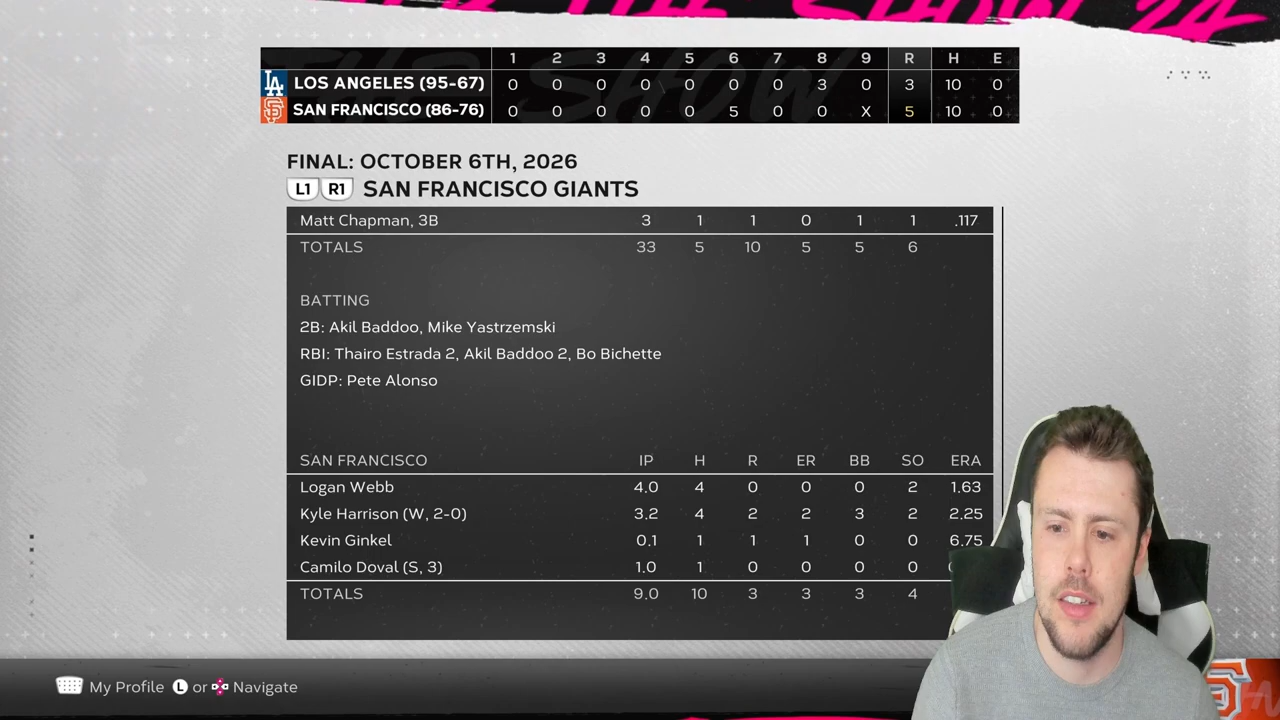 THE SHOW 24
1 2 3 4 5 6 7 8 9 R H E
LOS ANGELES (95-67) 0 0 0 0 0 0 0 3 0 3 10 0
SAN FRANCISCO (86-76) 0 0 0 0 0 5 0 0 X 5 10 0
FINAL: OCTOBER 6TH, 2026
L1 R1 SAN FRANCISCO GIANTS
Matt Chapman, 3B 3 1 1 0 1 1 .117
TOTALS 33 5 10 5 5 6
BATTING
2B: Akil Baddoo, Mike Yastrzemski
RBI: Thairo Estrada 2, Akil Baddoo 2, Bo Bichette
GIDP: Pete Alonso
SAN FRANCISCO IP H R ER BB SO ERA
Logan Webb 4.0 4 0 0 0 2 1.63
Kyle Harrison (W, 2-0) 3.2 4 2 2 3 2 2.25
Kevin Ginkel 0.1 1 1 1 0 0 6.75
Camilo Doval (S, 3) 1.0 1 0 0 0 0
TOTALS 9.0 10 3 3 3 4
My Profile L or Navigate